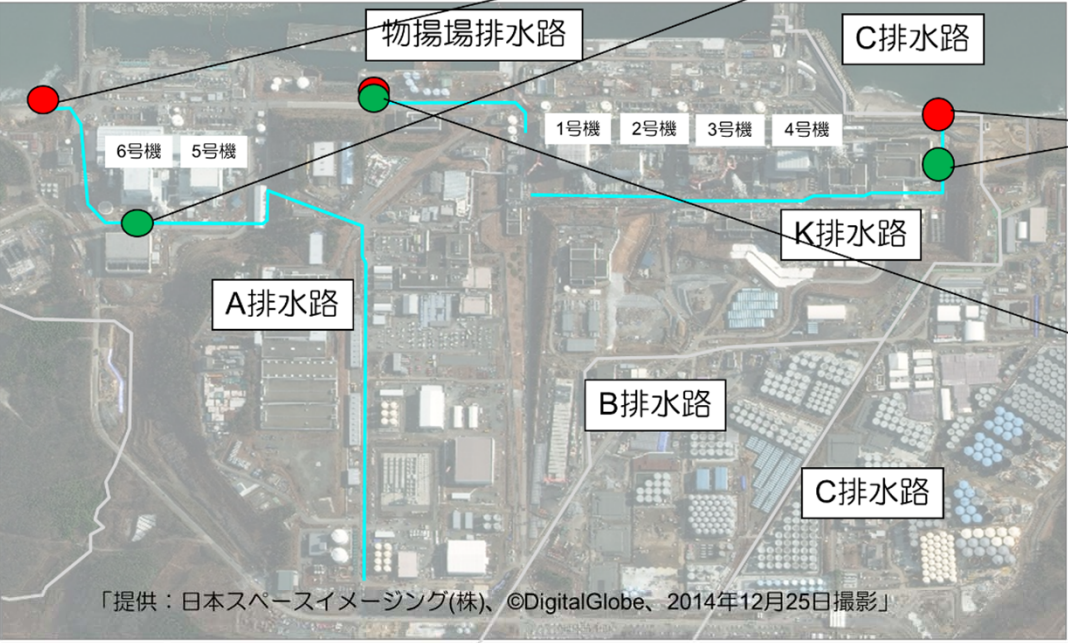 物揚場排水路
C排水路
1号機
2号機
3号機
4号機
6号機
5号機
K排水路
A排水路
B排水路
C排水路
「提供：日本スペースイメージング(株)、©DigitalGlobe、2014年12月25日撮影」